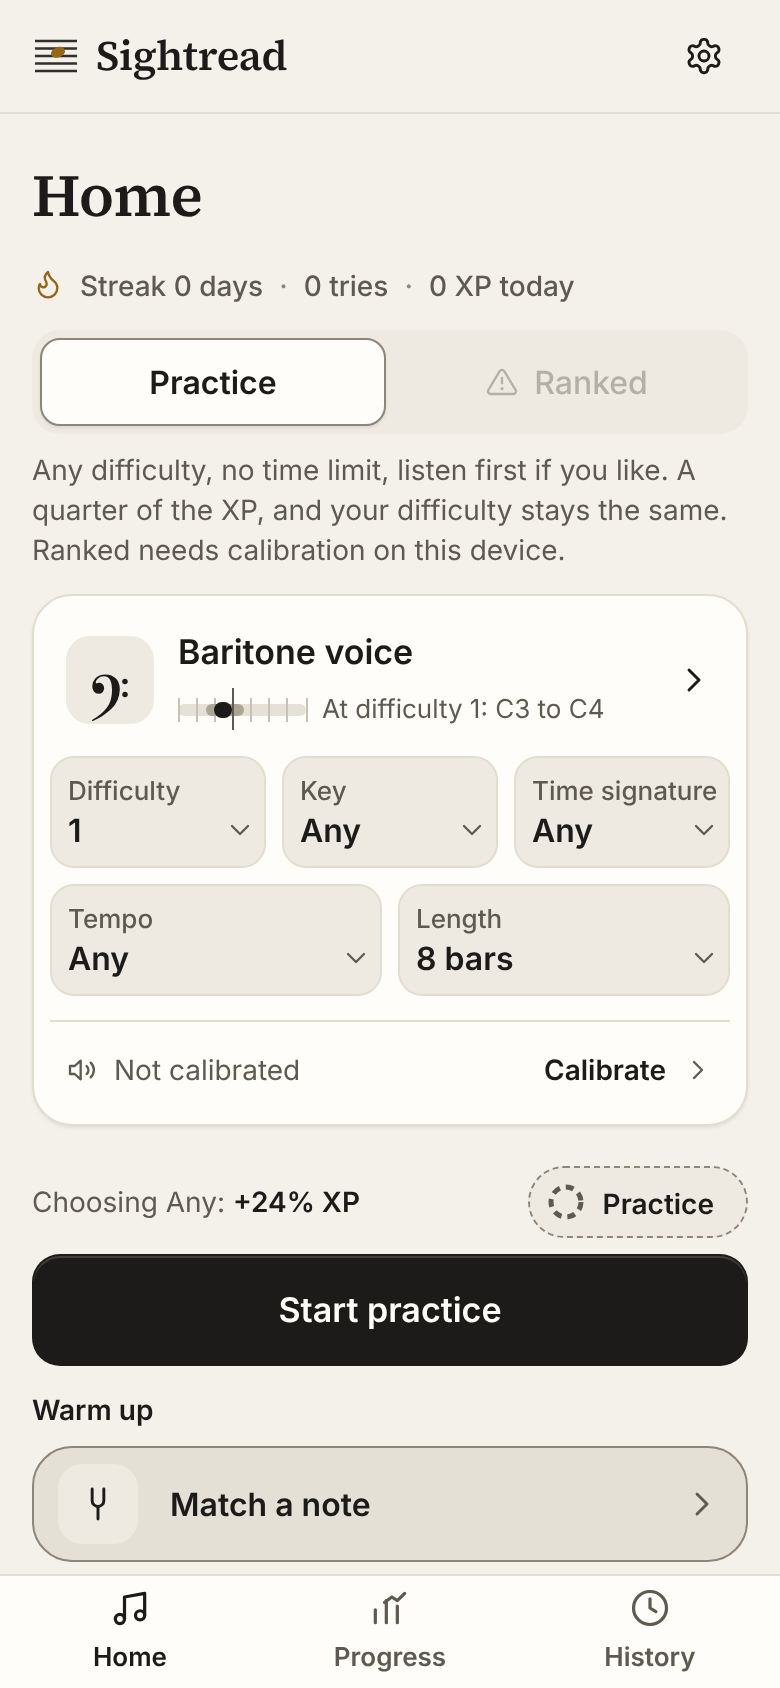 Sightread
Home
Streak 0 days · 0 tries · 0 XP today
Practice
Ranked
Any difficulty, no time limit, listen first if you like. A
quarter of the XP, and your difficulty stays the same.
Ranked needs calibration on this device.
Baritone voice
At difficulty 1: C3 to C4
Difficulty
1
Key
Any
Time signature
Any
Tempo
Any
Length
8 bars
Not calibrated
Calibrate
Choosing Any: +24% XP
Practice
Start practice
Warm up
Match a note
Home
Progress
History